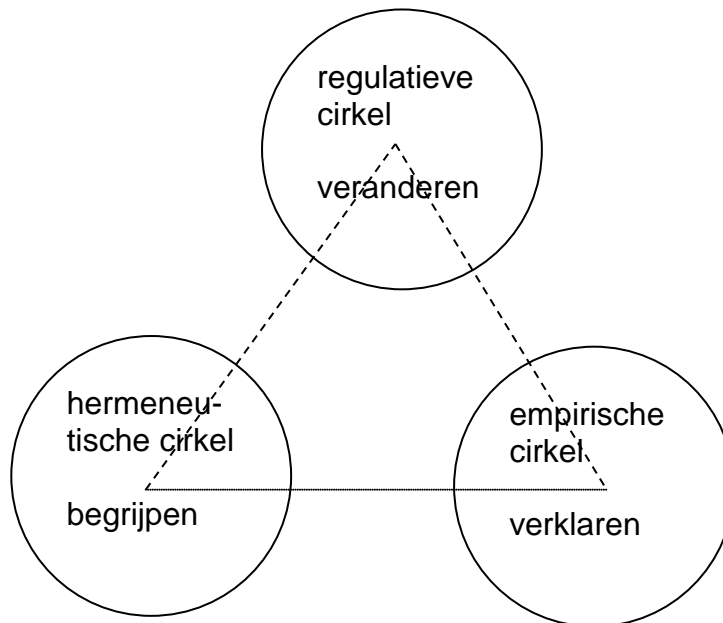 regulatieve
cirkel
veranderen
hermeneu-
tische cirkel
begrijpen
empirische
cirkel
verklaren